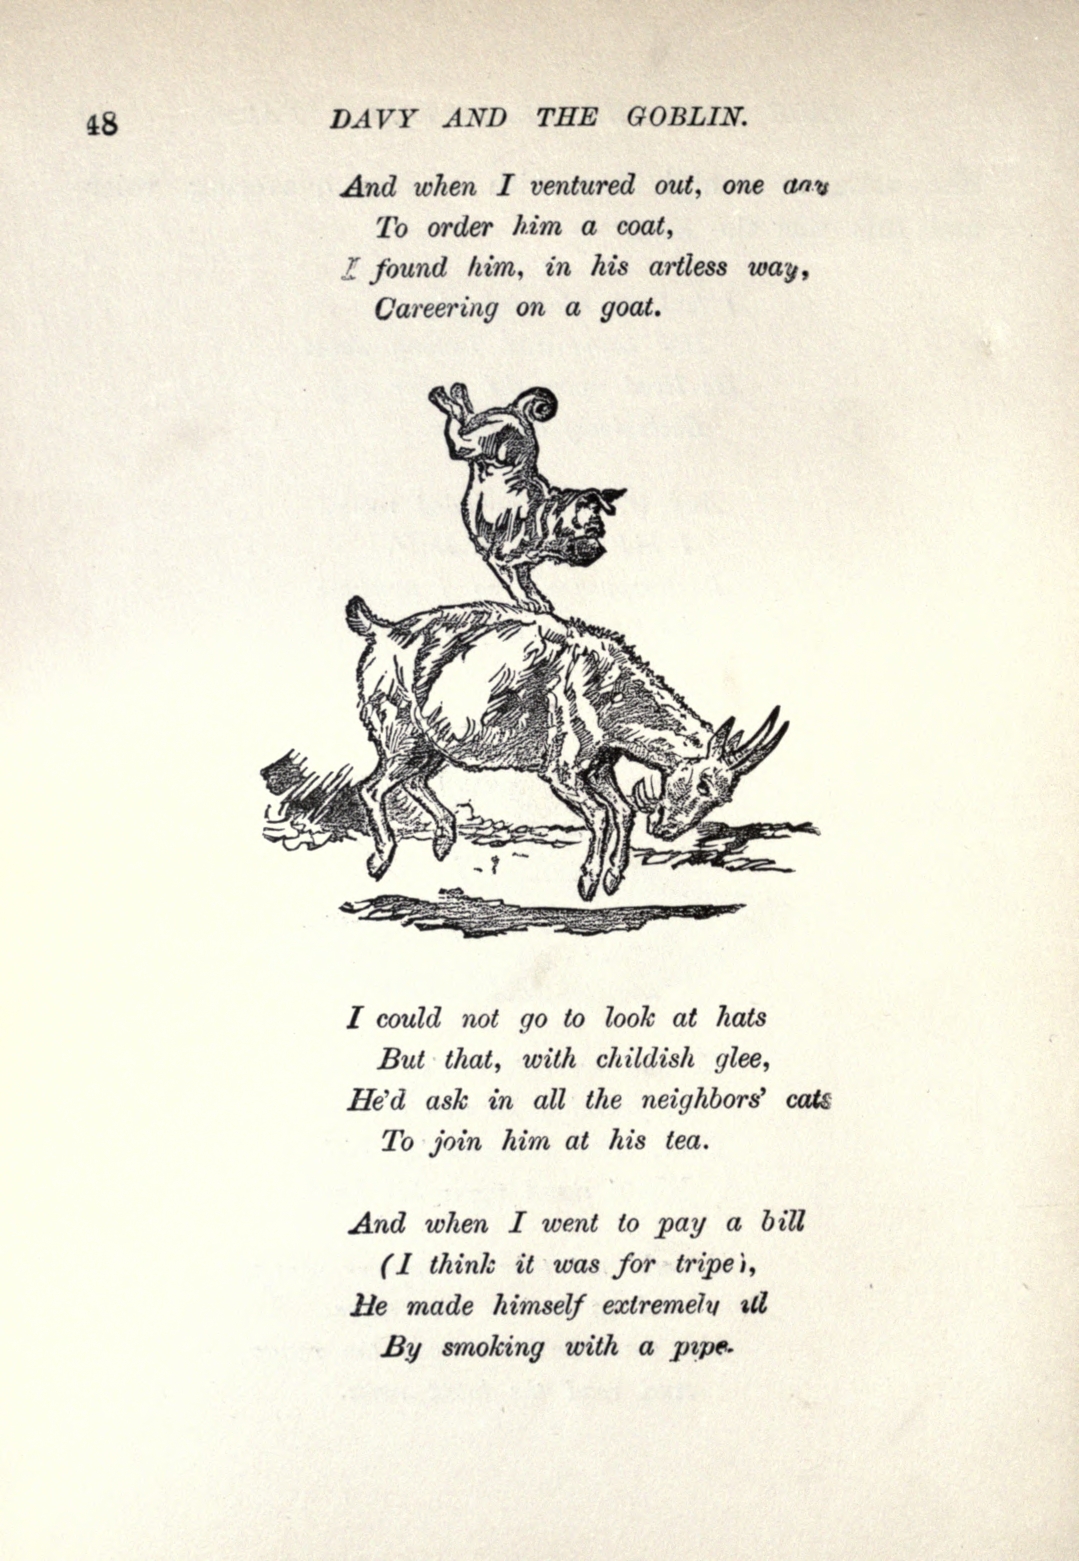 48 DAVY AND THE GOBLIN.
And when I ventured out, one day
To order him a coat,
I found him, in his artless way,
Careering on a goat.
I could not go to look at hats
But that, with childish glee,
He'd ask in all the neighbors' cats
To join him at his tea.
And when I went to pay a bill
(I think it was for tripe),
He made himself extremely ill
By smoking with a pipe.